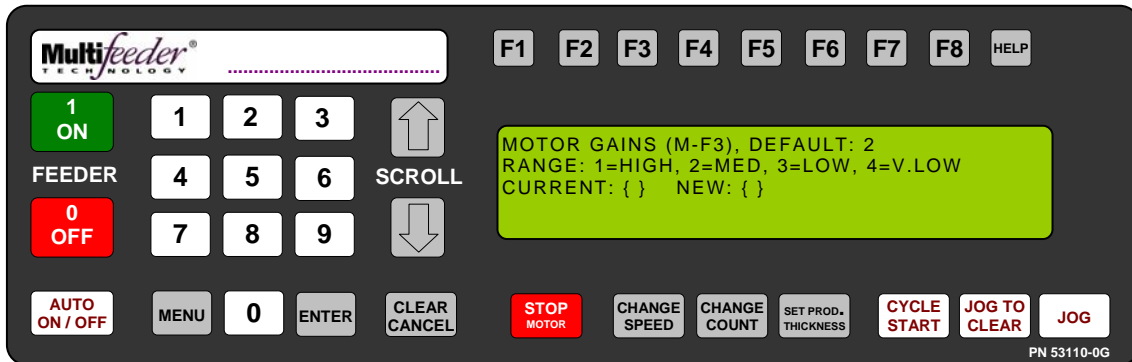 Multifeeder®
TECHNOLOGY
F1 F2 F3 F4 F5 F6 F7 F8 HELP
1
ON
FEEDER
0
OFF
1 2 3
4 5 6
7 8 9
SCROLL
MOTOR GAINS (M-F3), DEFAULT: 2
RANGE: 1=HIGH, 2=MED, 3=LOW, 4=V.LOW
CURRENT: { } NEW: { }
AUTO
ON / OFF
MENU
0
ENTER
CLEAR
CANCEL
STOP
MOTOR
CHANGE
SPEED
CHANGE
COUNT
SET PROD.
THICKNESS
CYCLE
START
JOG TO
CLEAR
JOG
PN 53110-0G